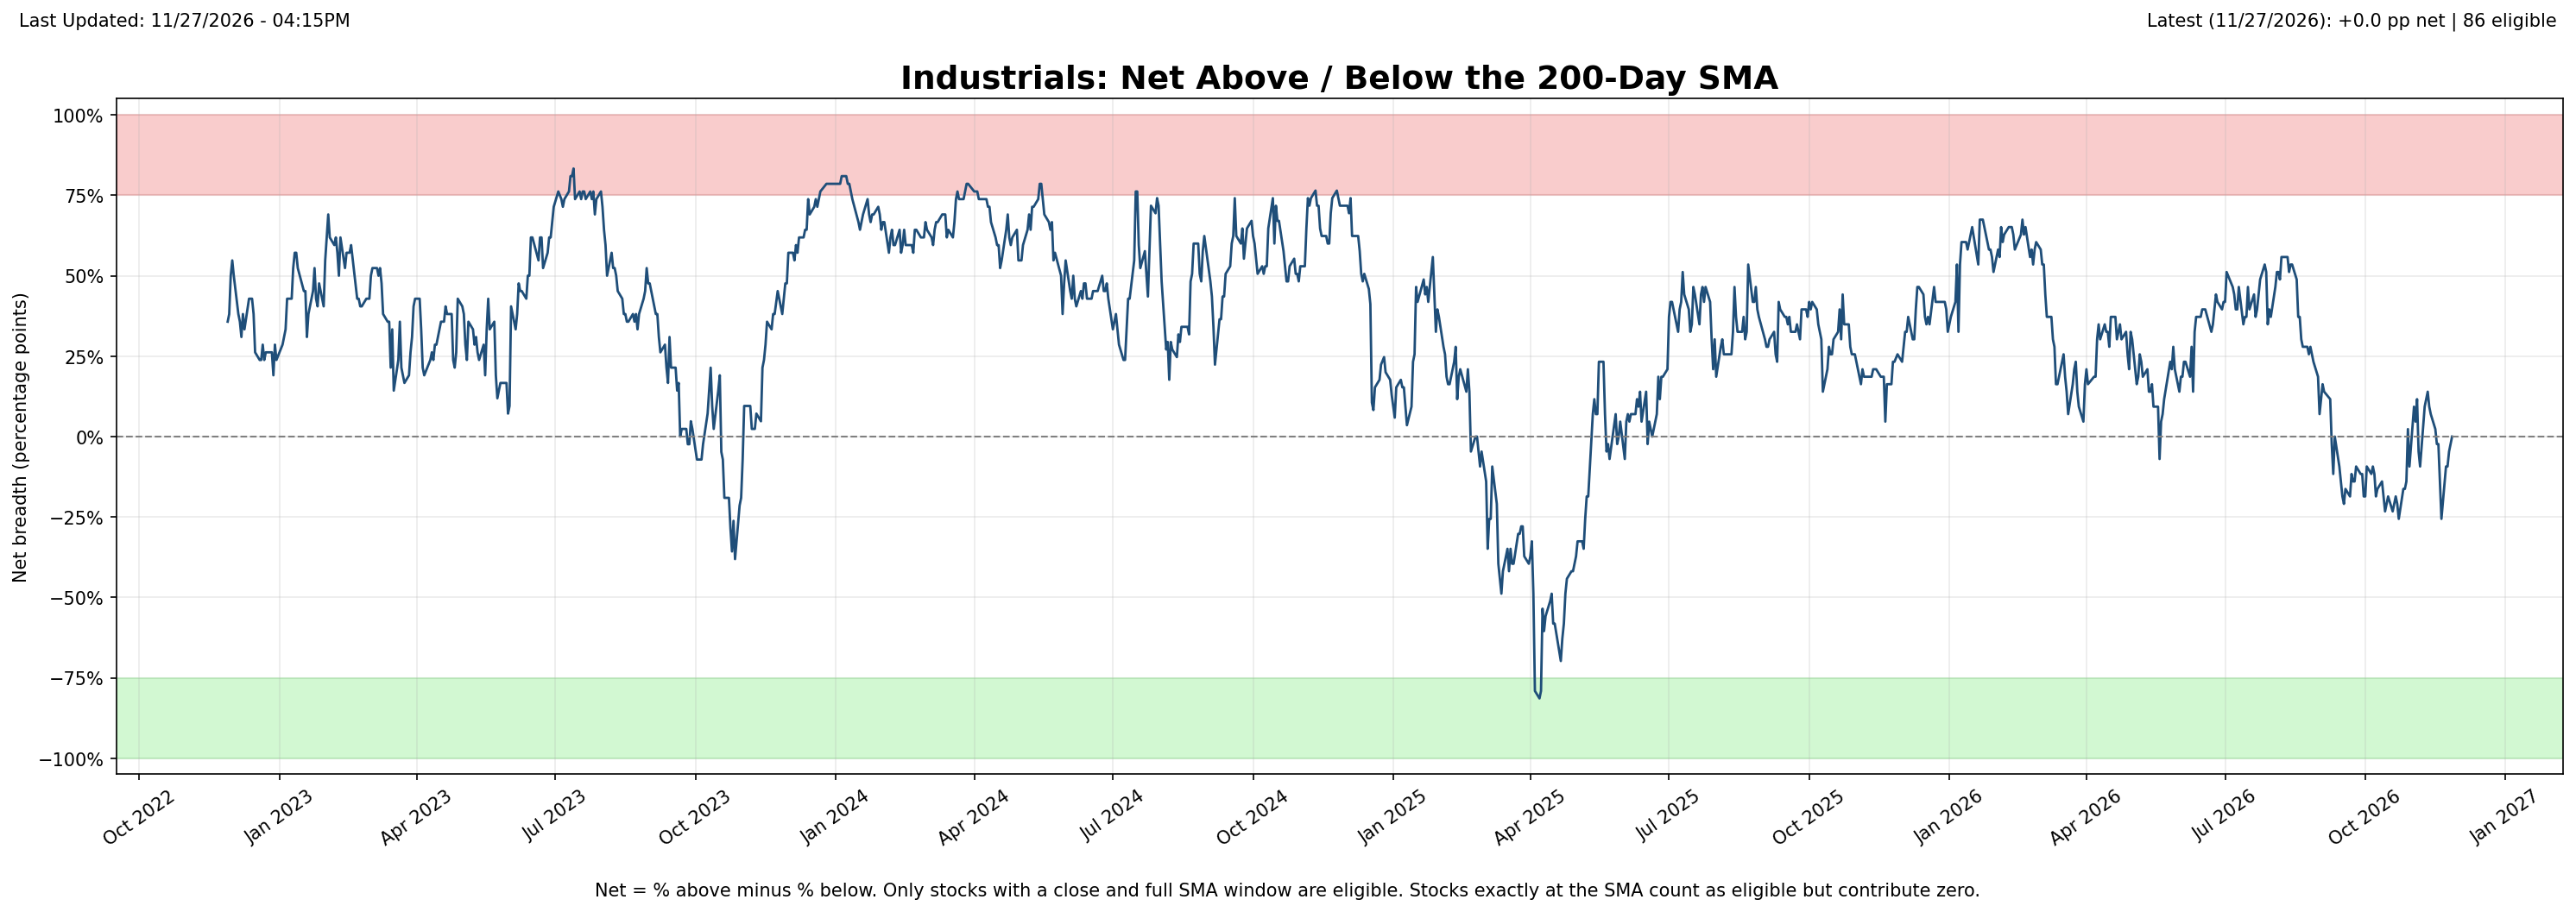 Last Updated: 11/27/2026 - 04:15PM
Latest (11/27/2026): +0.0 pp net | 86 eligible
Industrials: Net Above / Below the 200-Day SMA
Net breadth (percentage points)
100%
75%
50%
25%
0%
−25%
−50%
−75%
−100%
Oct 2022
Jan 2023
Apr 2023
Jul 2023
Oct 2023
Jan 2024
Apr 2024
Jul 2024
Oct 2024
Jan 2025
Apr 2025
Jul 2025
Oct 2025
Jan 2026
Apr 2026
Jul 2026
Oct 2026
Jan 2027
Net = % above minus % below. Only stocks with a close and full SMA window are eligible. Stocks exactly at the SMA count as eligible but contribute zero.